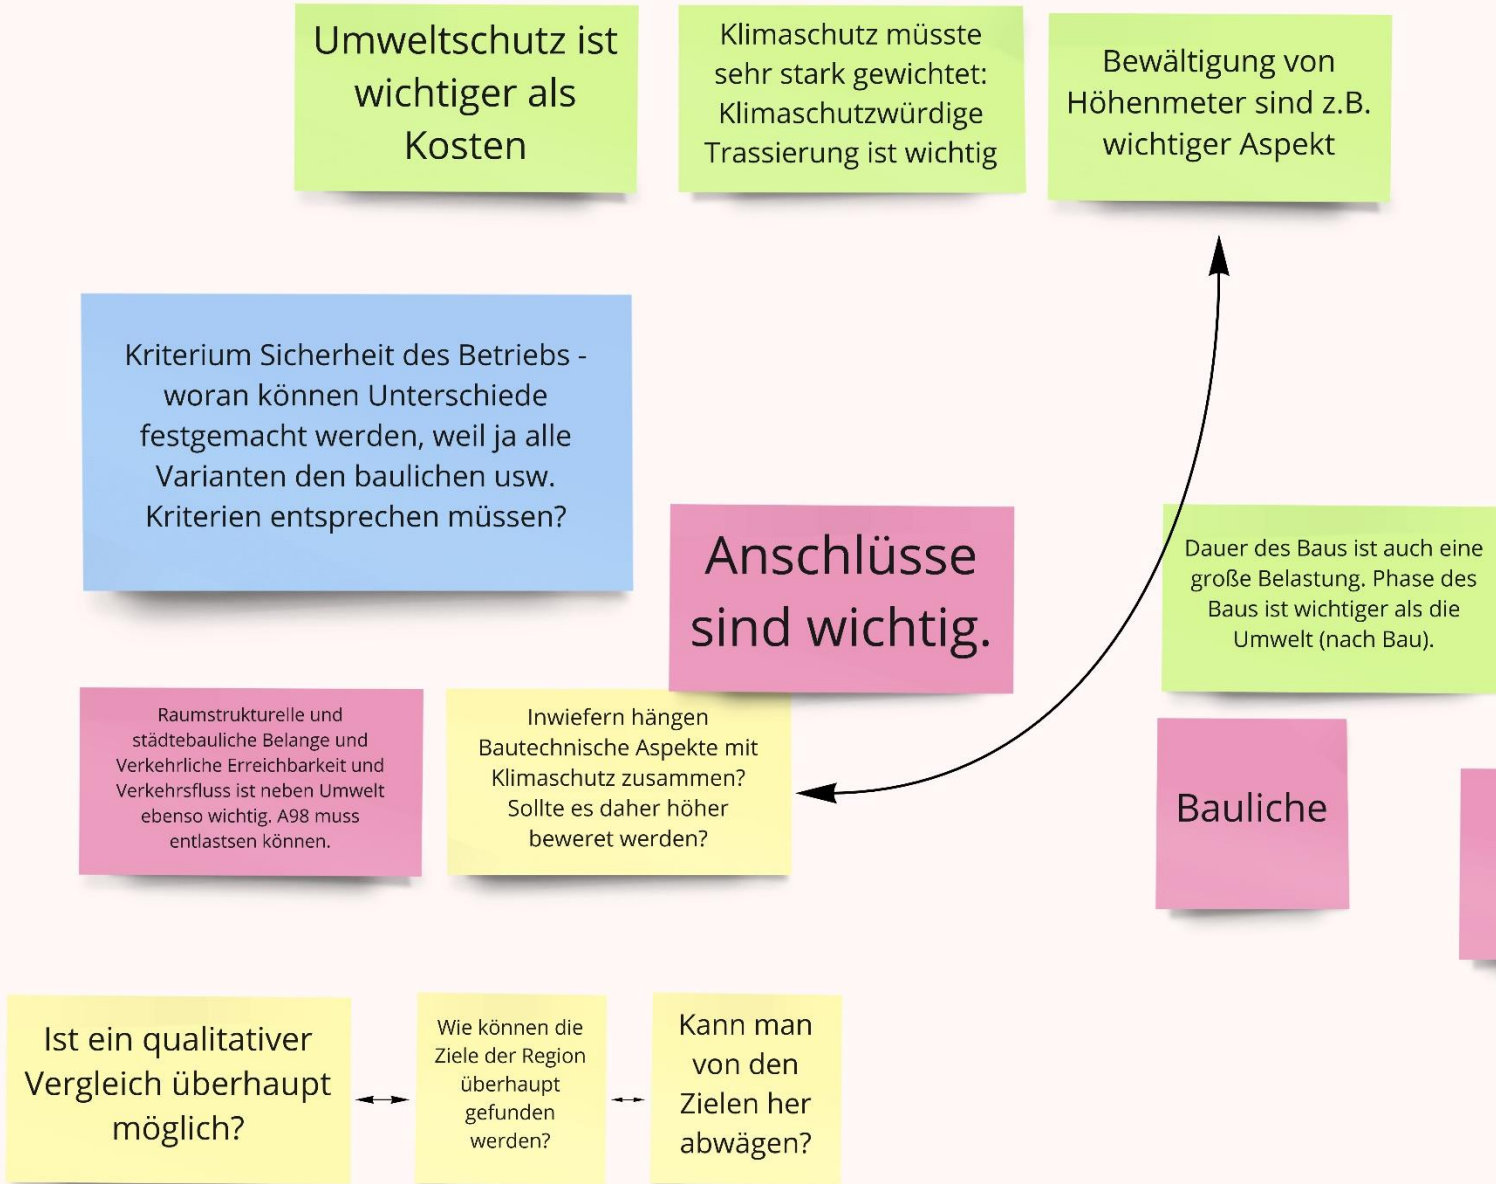 Umweltschutz ist
wichtiger als
Kosten
Klimaschutz müsste
sehr stark gewichtet:
Klimaschutzwürdige
Trassierung ist wichtig
Bewältigung von
Höhenmeter sind z.B.
wichtiger Aspekt
Kriterium Sicherheit des Betriebs -
woran können Unterschiede
festgemacht werden, weil ja alle
Varianten den baulichen usw.
Kriterien entsprechen müssen?
Anschlüsse
sind wichtig.
Dauer des Baus ist auch eine
große Belastung. Phase des
Baus ist wichtiger als die
Umwelt (nach Bau).
Raumstrukturelle und
städtebauliche Belange und
Verkehrliche Erreichbarkeit und
Verkehrsfluss ist neben Umwelt
ebenso wichtig. A98 muss
entlastsen können.
Inwiefern hängen
Bautechnische Aspekte mit
Klimaschutz zusammen?
Sollte es daher höher
beweret werden?
Bauliche
Ist ein qualitativer
Vergleich überhaupt
möglich?
Wie können die
Ziele der Region
überhaupt
gefunden
werden?
Kann man
von den
Zielen her
abwägen?